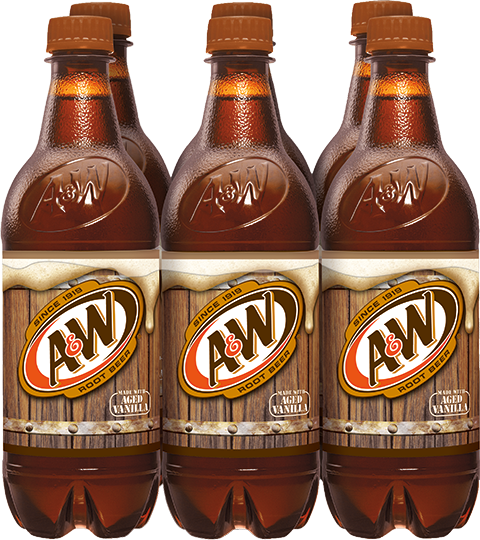 A&W
A&W
A&W
SINCE 1919
A&W
ROOT BEER
MADE WITH
AGED
VANILLA
SINCE 1919
A&W
ROOT BEER
MADE WITH
AGED
VANILLA
SINCE 1919
A&W
ROOT BEER
MADE WITH
AGED
VANILLA